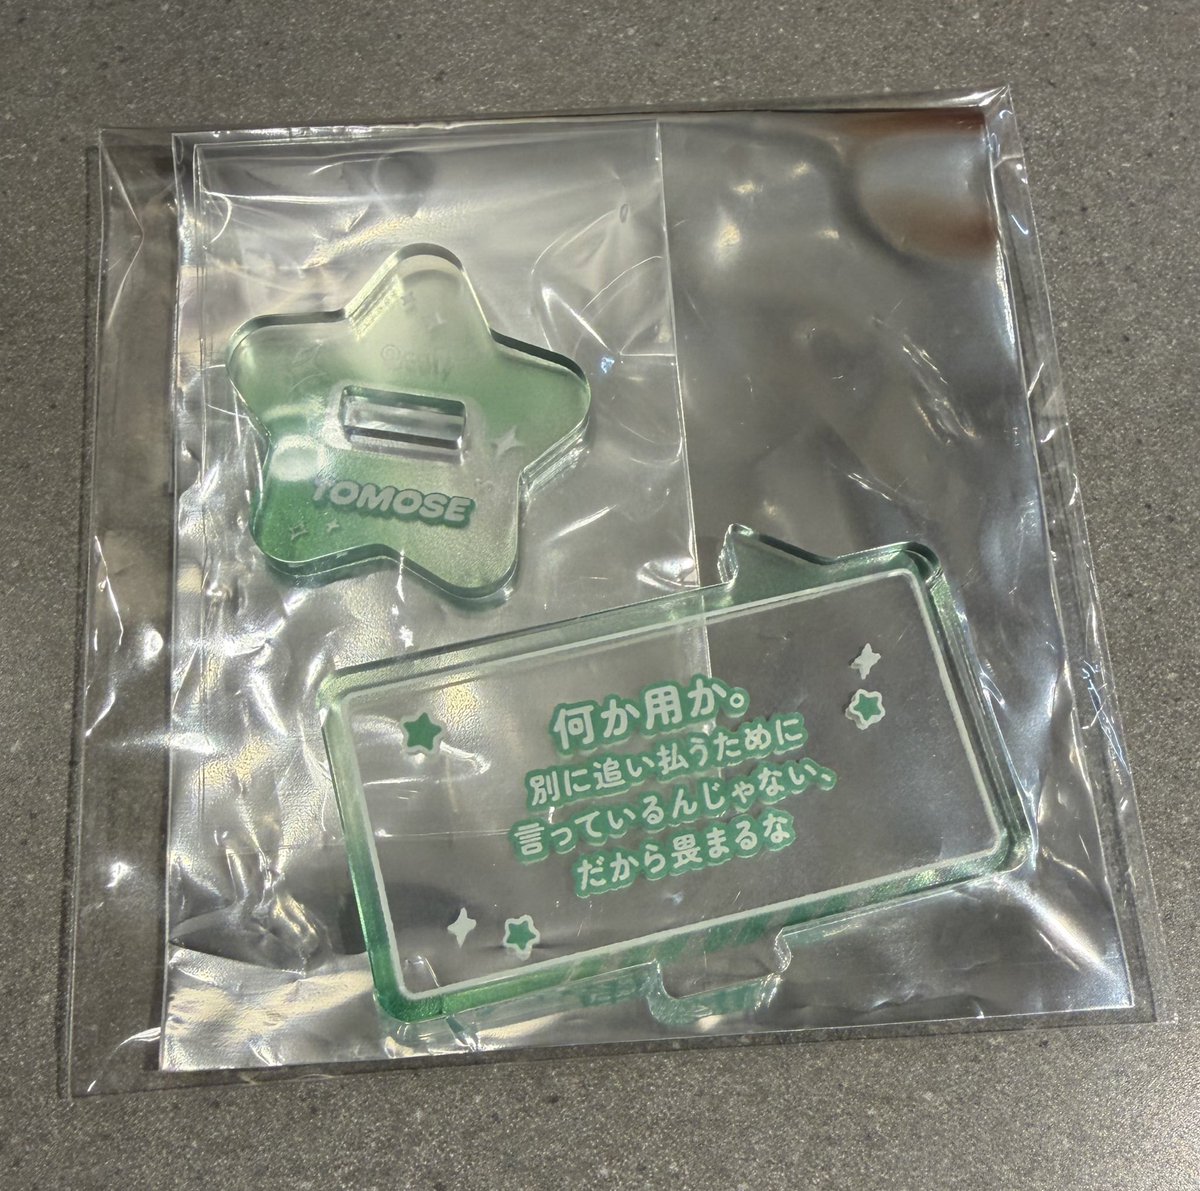 TOMOSE
何か用か。
別に追い払うために
言っているんじゃない、
だから畏まるな